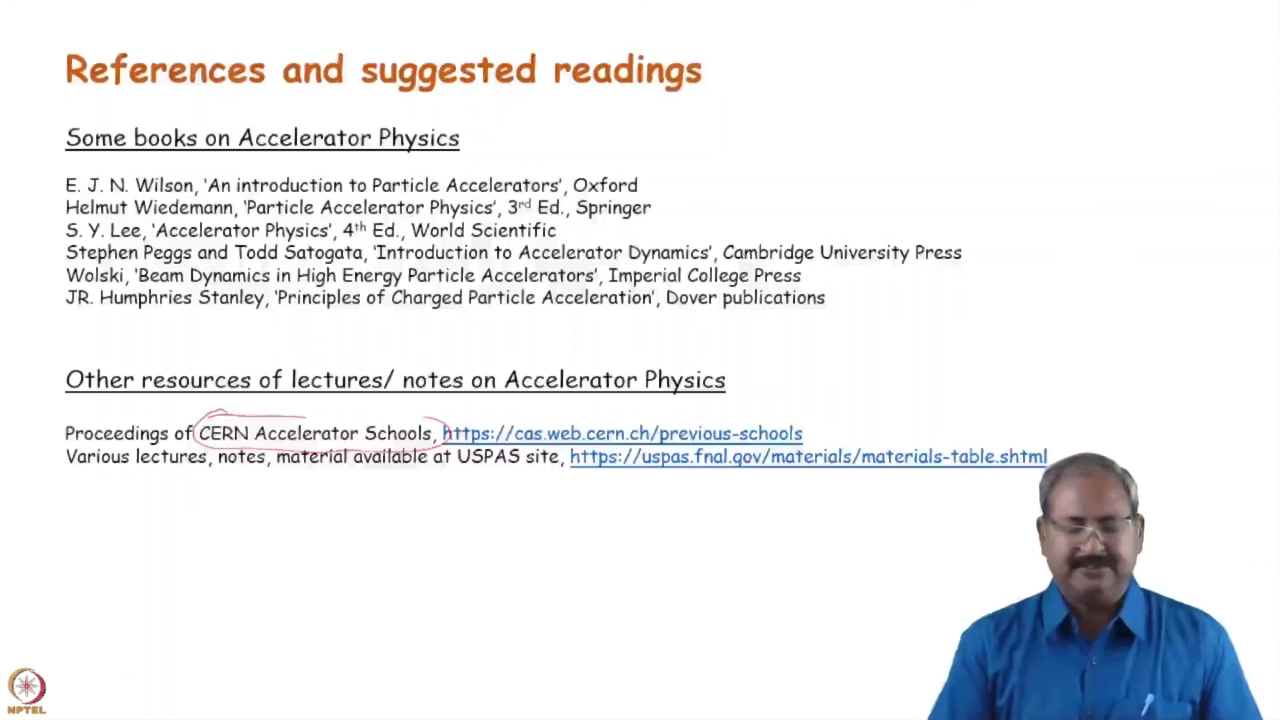 References and suggested readings
Some books on Accelerator Physics
E. J. N. Wilson, ‘An introduction to Particle Accelerators’, Oxford
Helmut Wiedemann, ‘Particle Accelerator Physics’, 3rd Ed., Springer
S. Y. Lee, ‘Accelerator Physics’, 4th Ed., World Scientific
Stephen Peggs and Todd Satogata, ‘Introduction to Accelerator Dynamics’, Cambridge University Press
Wolski, ‘Beam Dynamics in High Energy Particle Accelerators’, Imperial College Press
JR. Humphries Stanley, ‘Principles of Charged Particle Acceleration’, Dover publications
Other resources of lectures/ notes on Accelerator Physics
Proceedings of CERN Accelerator Schools, https://cas.web.cern.ch/previous-schools
Various lectures, notes, material available at USPAS site, https://uspas.fnal.gov/materials/materials-table.shtml
NPTEL